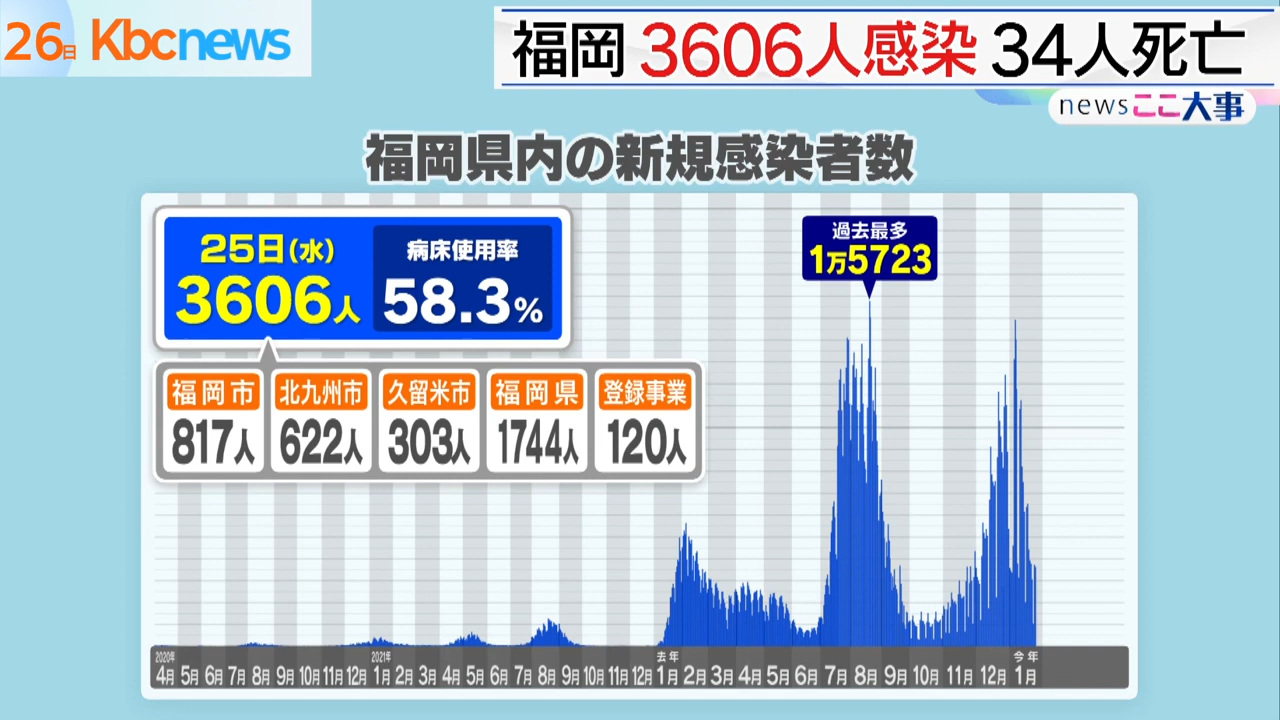 26日 Kbcnews
福岡 3606人感染 34人死亡
newsここ大事
福岡県内の新規感染者数
25日(水)
3606人
病床使用率
58.3%
過去最多
1万5723
福岡市 北九州市 久留米市 福岡県 登録事業
817人 622人 303人 1744人 120人
2020年 2021年 去年 今年
4月 5月 6月 7月 8月 9月 10月 11月 12月 1月 2月 3月 4月 5月 6月 7月 8月 9月 10月 11月 12月 1月 2月 3月 4月 5月 6月 7月 8月 9月 10月 11月 12月 1月